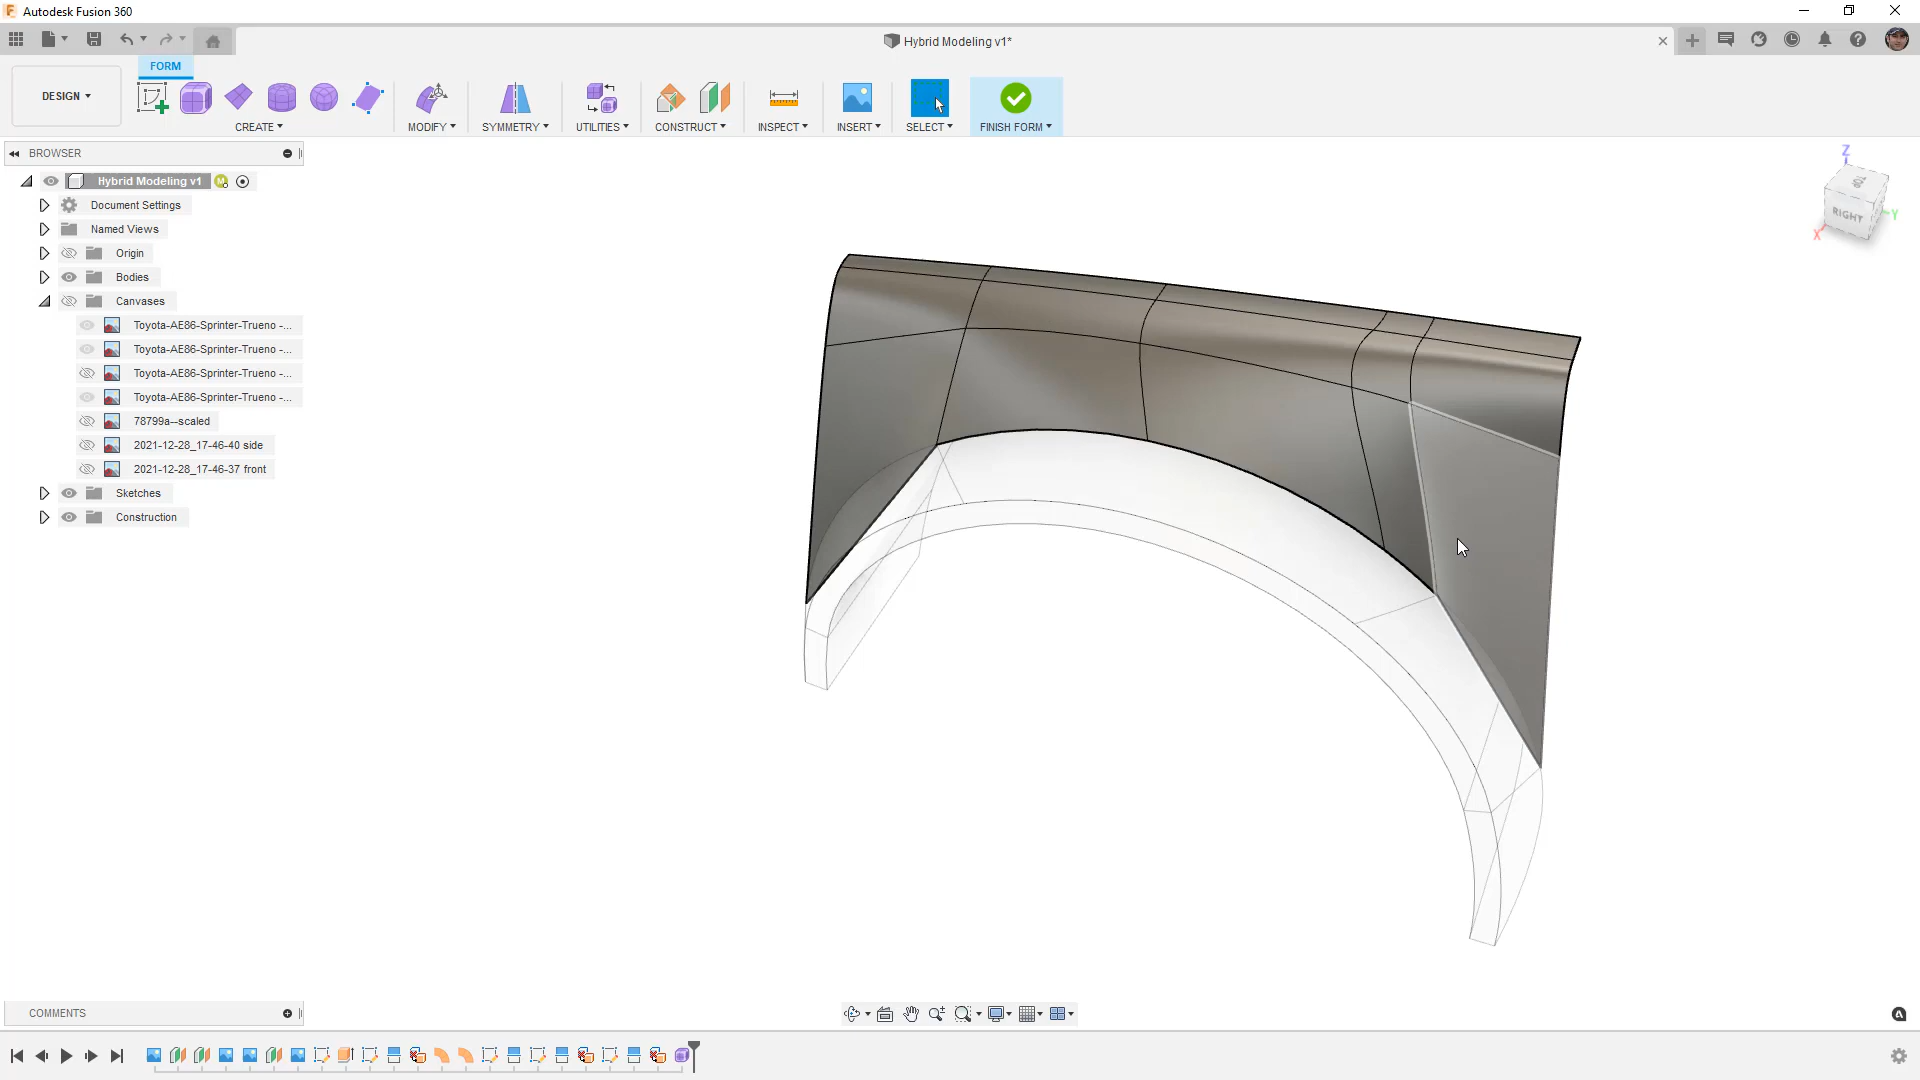 Autodesk Fusion 360
Hybrid Modeling v1*
DESIGN
FORM
CREATE
MODIFY
SYMMETRY
UTILITIES
CONSTRUCT
INSPECT
INSERT
SELECT
FINISH FORM
BROWSER
Hybrid Modeling v1
Document Settings
Named Views
Origin
Bodies
Canvases
Toyota-AE86-Sprinter-Trueno -...
Toyota-AE86-Sprinter-Trueno -...
Toyota-AE86-Sprinter-Trueno -...
Toyota-AE86-Sprinter-Trueno -...
78799a--scaled
2021-12-28_17-46-40 side
2021-12-28_17-46-37 front
Sketches
Construction
Z
TOP
RIGHT
Y
X
COMMENTS